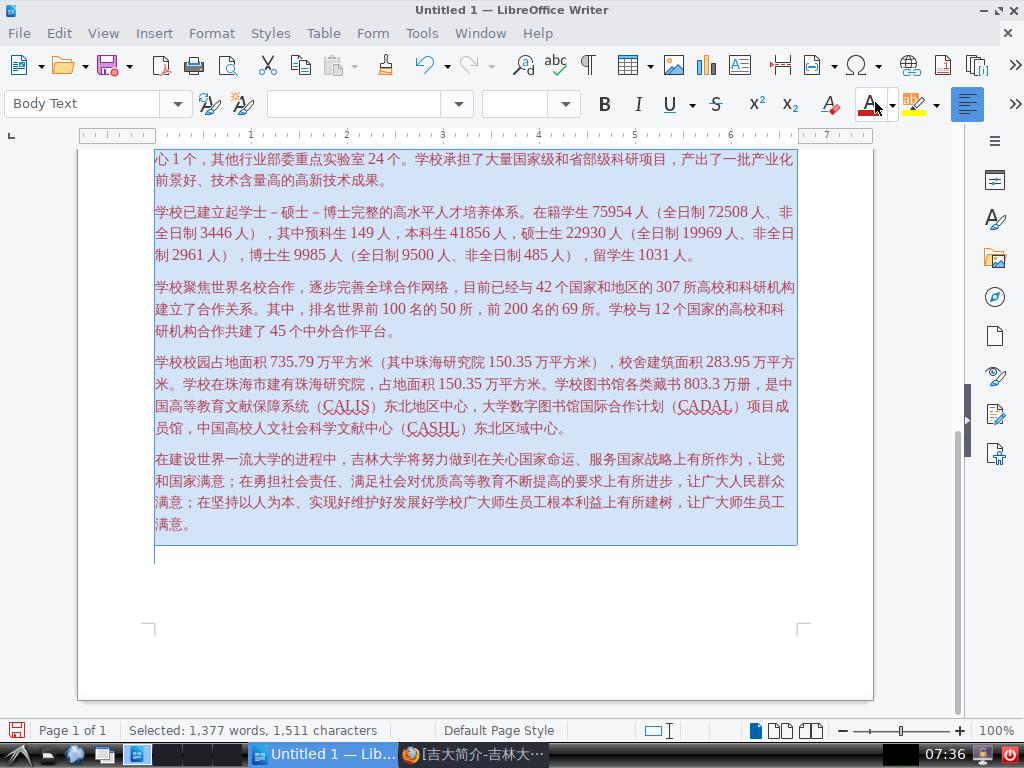 Untitled 1 — LibreOffice Writer
File Edit View Insert Format Styles Table Form Tools Window Help
Body Text
1 2 3 4 5 6 7
心 1 个，其他行业部委重点实验室 24 个。学校承担了大量国家级和省部级科研项目，产出了一批产业化
前景好、技术含量高的高新技术成果。
学校已建立起学士－硕士－博士完整的高水平人才培养体系。在籍学生 75954 人（全日制 72508 人、非
全日制 3446 人），其中预科生 149 人，本科生 41856 人，硕士生 22930 人（全日制 19969 人、非全日
制 2961 人），博士生 9985 人（全日制 9500 人、非全日制 485 人），留学生 1031 人。
学校聚焦世界名校合作，逐步完善全球合作网络，目前已经与 42 个国家和地区的 307 所高校和科研机构
建立了合作关系。其中，排名世界前 100 名的 50 所，前 200 名的 69 所。学校与 12 个国家的高校和科
研机构合作共建了 45 个中外合作平台。
学校校园占地面积 735.79 万平方米（其中珠海研究院 150.35 万平方米），校舍建筑面积 283.95 万平方
米。学校在珠海市建有珠海研究院，占地面积 150.35 万平方米。学校图书馆各类藏书 803.3 万册，是中
国高等教育文献保障系统（CALIS）东北地区中心，大学数字图书馆国际合作计划（CADAL）项目成
员馆，中国高校人文社会科学文献中心（CASHL）东北区域中心。
在建设世界一流大学的进程中，吉林大学将努力做到在关心国家命运、服务国家战略上有所作为，让党
和国家满意；在勇担社会责任、满足社会对优质高等教育不断提高的要求上有所进步，让广大人民群众
满意；在坚持以人为本、实现好维护好发展好学校广大师生员工根本利益上有所建树，让广大师生员工
满意。
Page 1 of 1 Selected: 1,377 words, 1,511 characters Default Page Style 100%
Untitled 1 — Lib... [吉大简介-吉林大··· 07:36